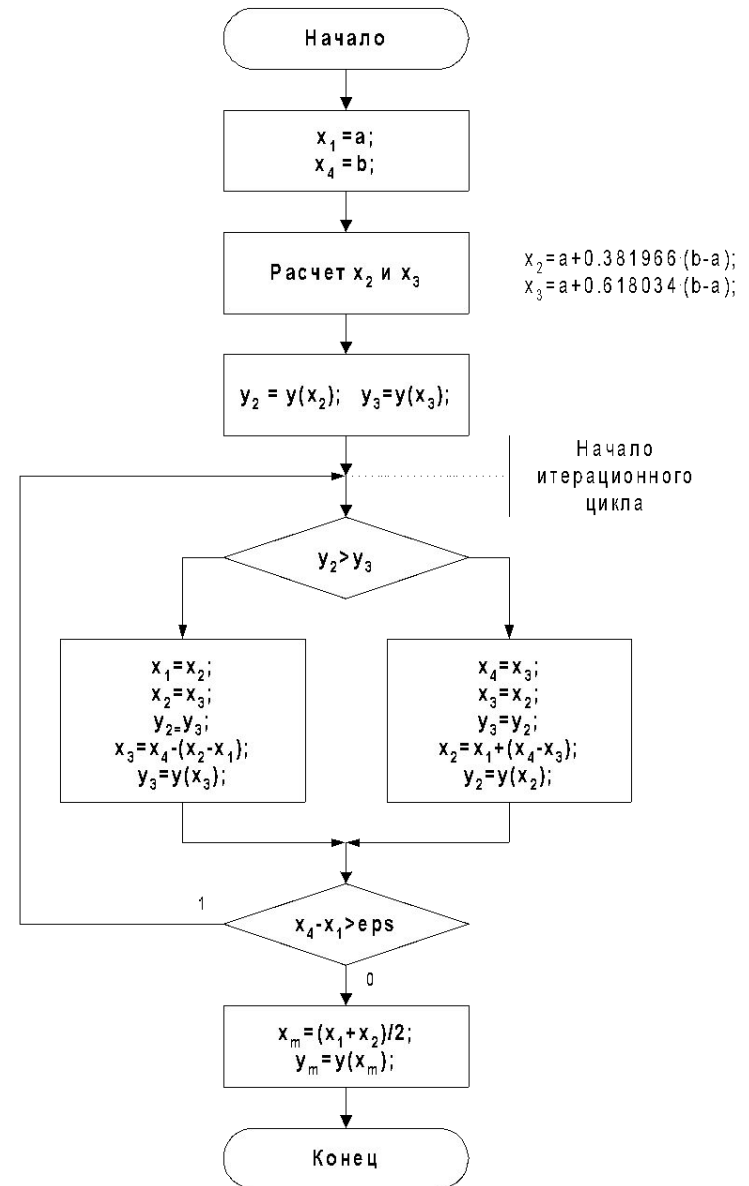 Начало
x₁=a;
x₄=b;
Расчет x₂ и x₃
x₂=a+0.381966·(b-a);
x₃=a+0.618034·(b-a);
y₂ = y(x₂); y₃=y(x₃);
Начало
итерационного
цикла
y₂>y₃
x₁=x₂;
x₂=x₃;
y₂=y₃;
x₃=x₄-(x₂-x₁);
y₃=y(x₃);
x₄=x₃;
x₃=x₂;
y₃=y₂;
x₂=x₁+(x₄-x₃);
y₂=y(x₂);
1
x₄-x₁>eps
0
xₘ=(x₁+x₂)/2;
yₘ=y(xₘ);
Конец